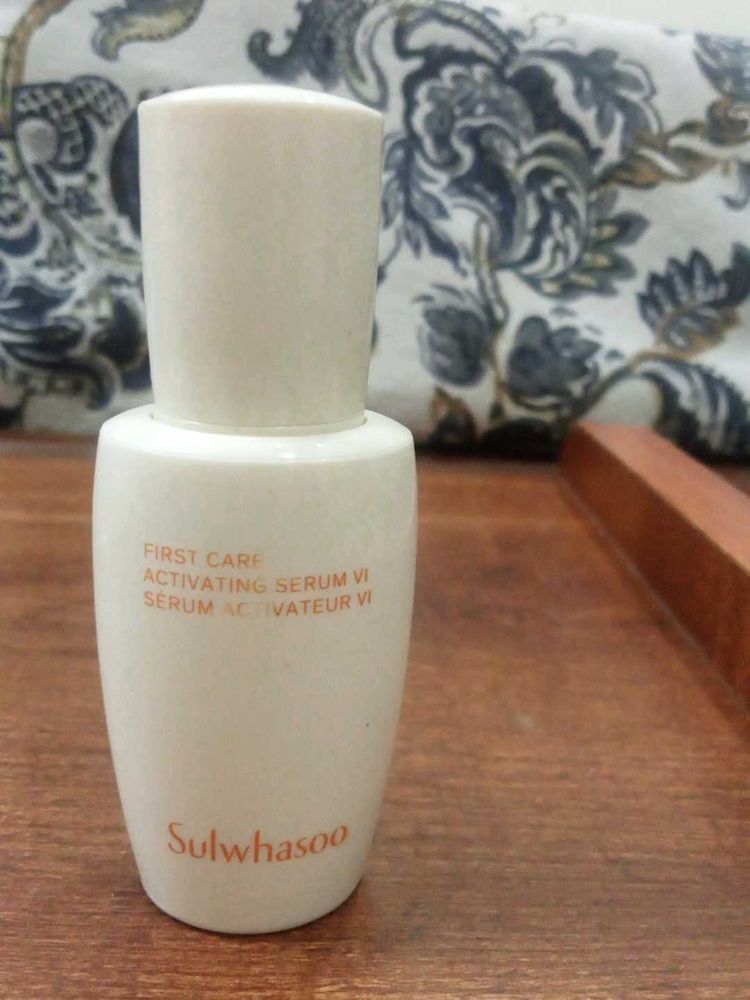 FIRST CARE
ACTIVATING SERUM VI
SÉRUM ACTIVATEUR VI
Sulwhasoo